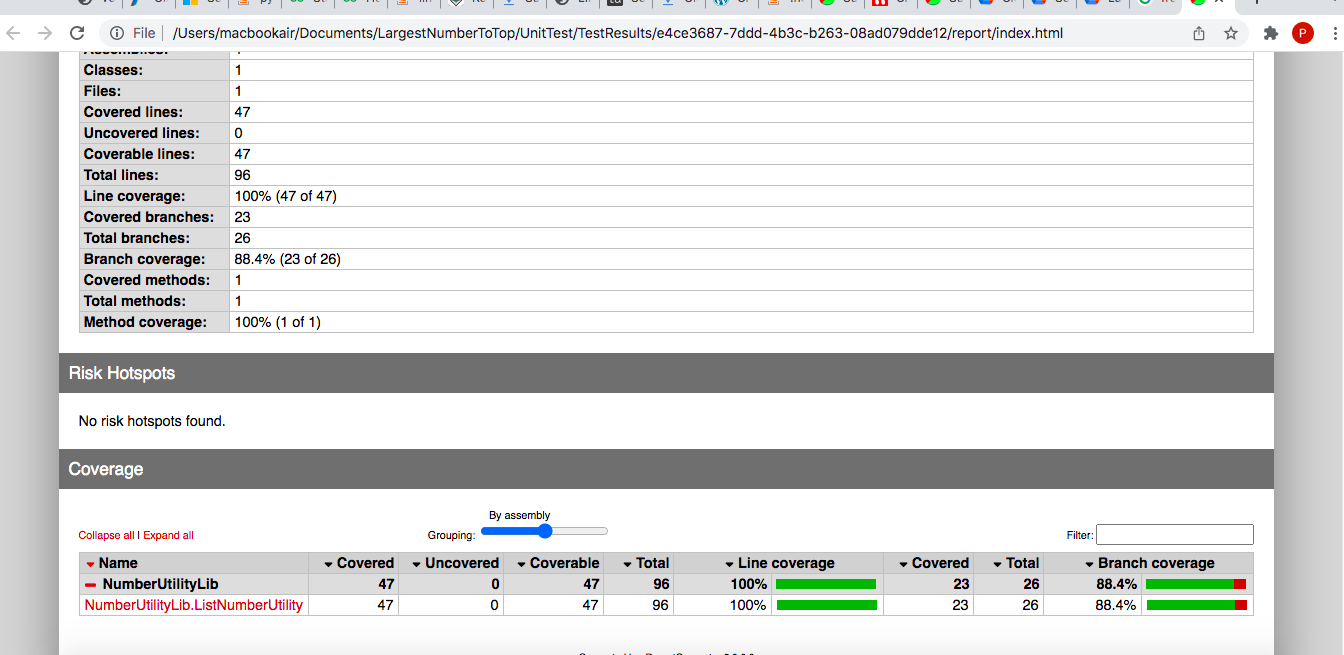 File /Users/macbookair/Documents/LargestNumberToTop/UnitTest/TestResults/e4ce3687-7ddd-4b3c-b263-08ad079dde12/report/index.html P
Classes: 1
Files: 1
Covered lines: 47
Uncovered lines: 0
Coverable lines: 47
Total lines: 96
Line coverage: 100% (47 of 47)
Covered branches: 23
Total branches: 26
Branch coverage: 88.4% (23 of 26)
Covered methods: 1
Total methods: 1
Method coverage: 100% (1 of 1)
Risk Hotspots
No risk hotspots found.
Coverage
By assembly
Collapse all | Expand all Grouping: Filter:
Name Covered Uncovered Coverable Total Line coverage Covered Total Branch coverage
NumberUtilityLib 47 0 47 96 100% 23 26 88.4%
NumberUtilityLib.ListNumberUtility 47 0 47 96 100% 23 26 88.4%